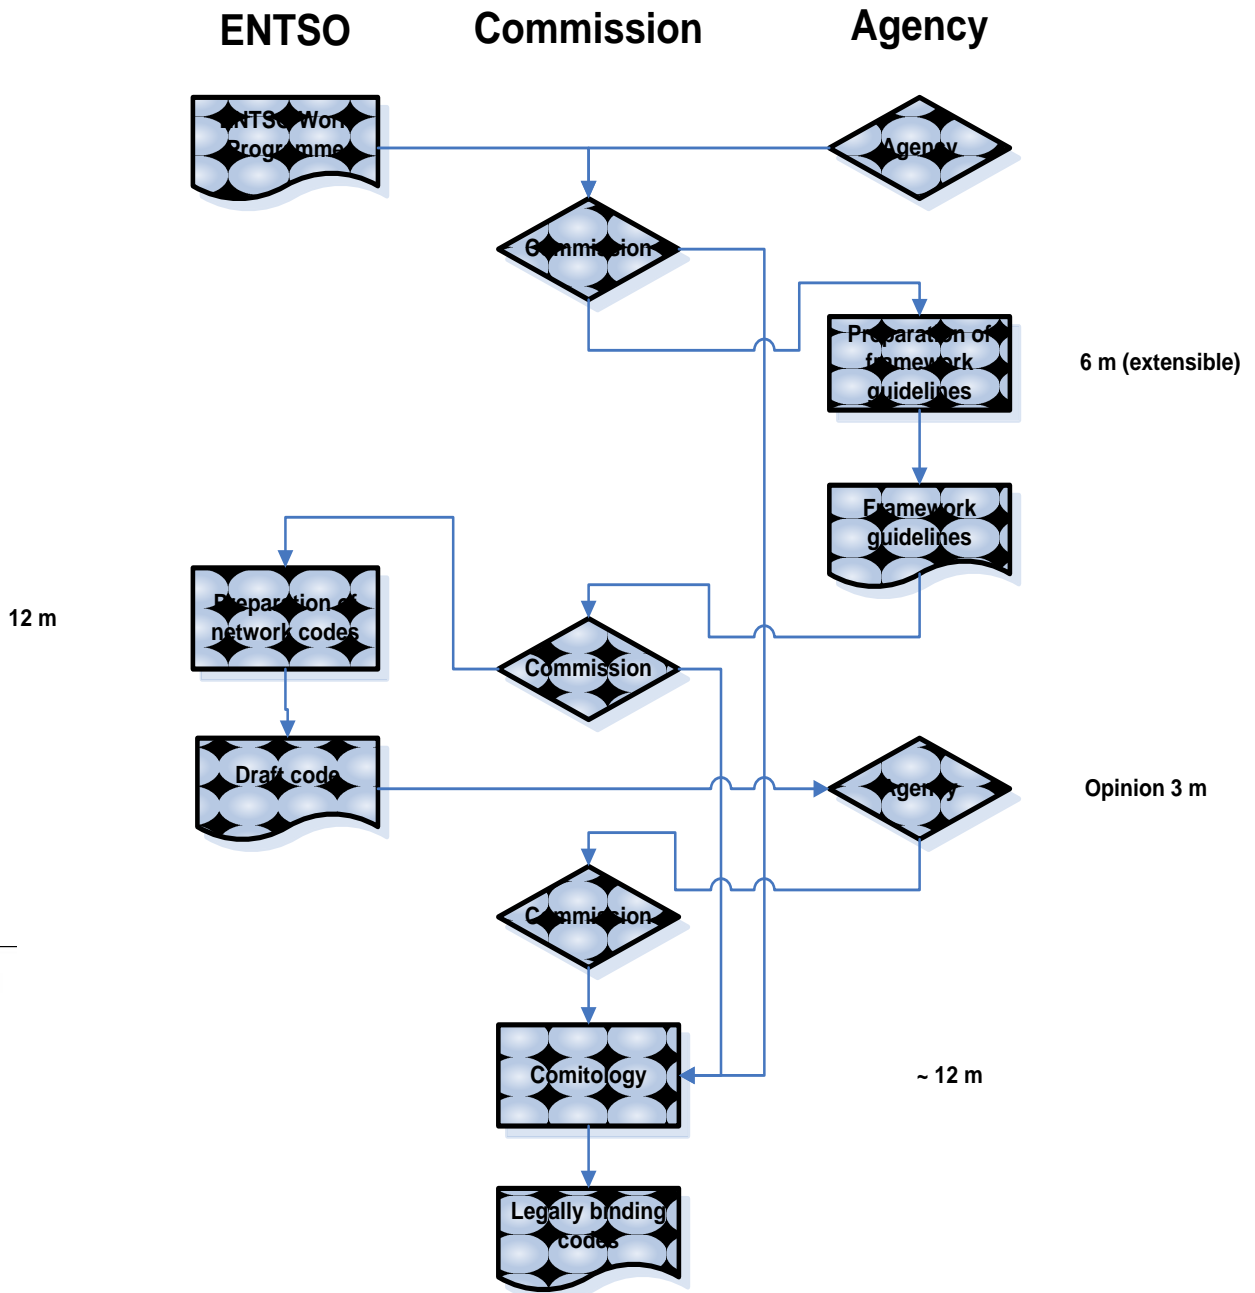 ENTSO
Commission
Agency
ENTSO Work
Programme
Agency
Commission
Preparation of
framework
guidelines
6 m (extensible)
Framework
guidelines
Preparation of
network codes
12 m
Commission
Draft code
Agency
Opinion 3 m
Commission
Comitology
~ 12 m
Legally binding
codes